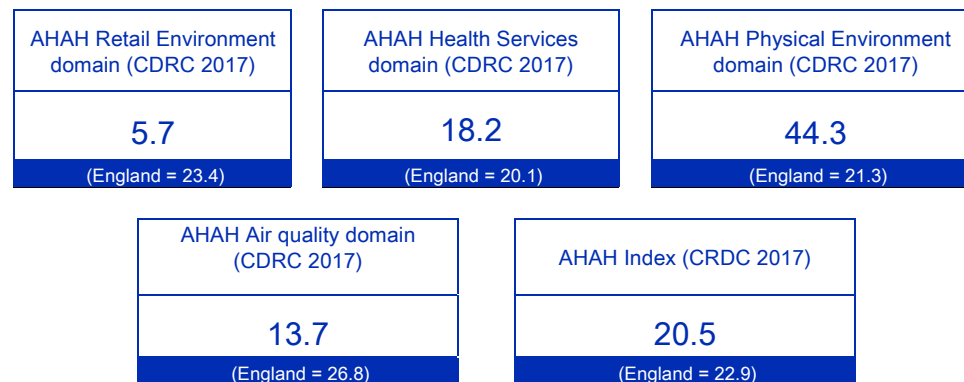 AHAH Retail Environment
domain (CDRC 2017)
5.7
(England = 23.4)
AHAH Health Services
domain (CDRC 2017)
18.2
(England = 20.1)
AHAH Physical Environment
domain (CDRC 2017)
44.3
(England = 21.3)
AHAH Air quality domain
(CDRC 2017)
13.7
(England = 26.8)
AHAH Index (CRDC 2017)
20.5
(England = 22.9)